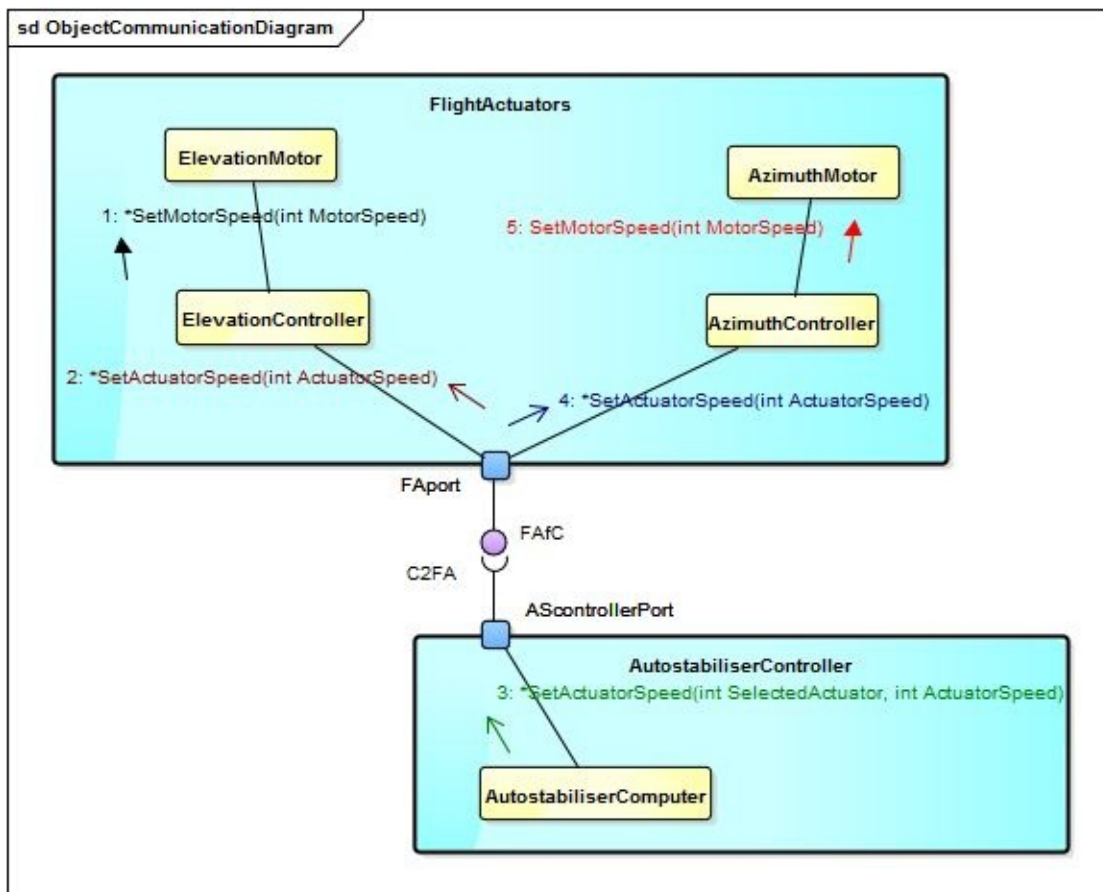 sd ObjectCommunicationDiagram
FlightActuators
ElevationMotor
AzimuthMotor
1: *SetMotorSpeed(int MotorSpeed)
5: SetMotorSpeed(int MotorSpeed)
ElevationController
AzimuthController
2: *SetActuatorSpeed(int ActuatorSpeed)
4: *SetActuatorSpeed(int ActuatorSpeed)
FAport
FAfC
C2FA
AScontrollerPort
AutostabiliserController
3: *SetActuatorSpeed(int SelectedActuator, int ActuatorSpeed)
AutostabiliserComputer